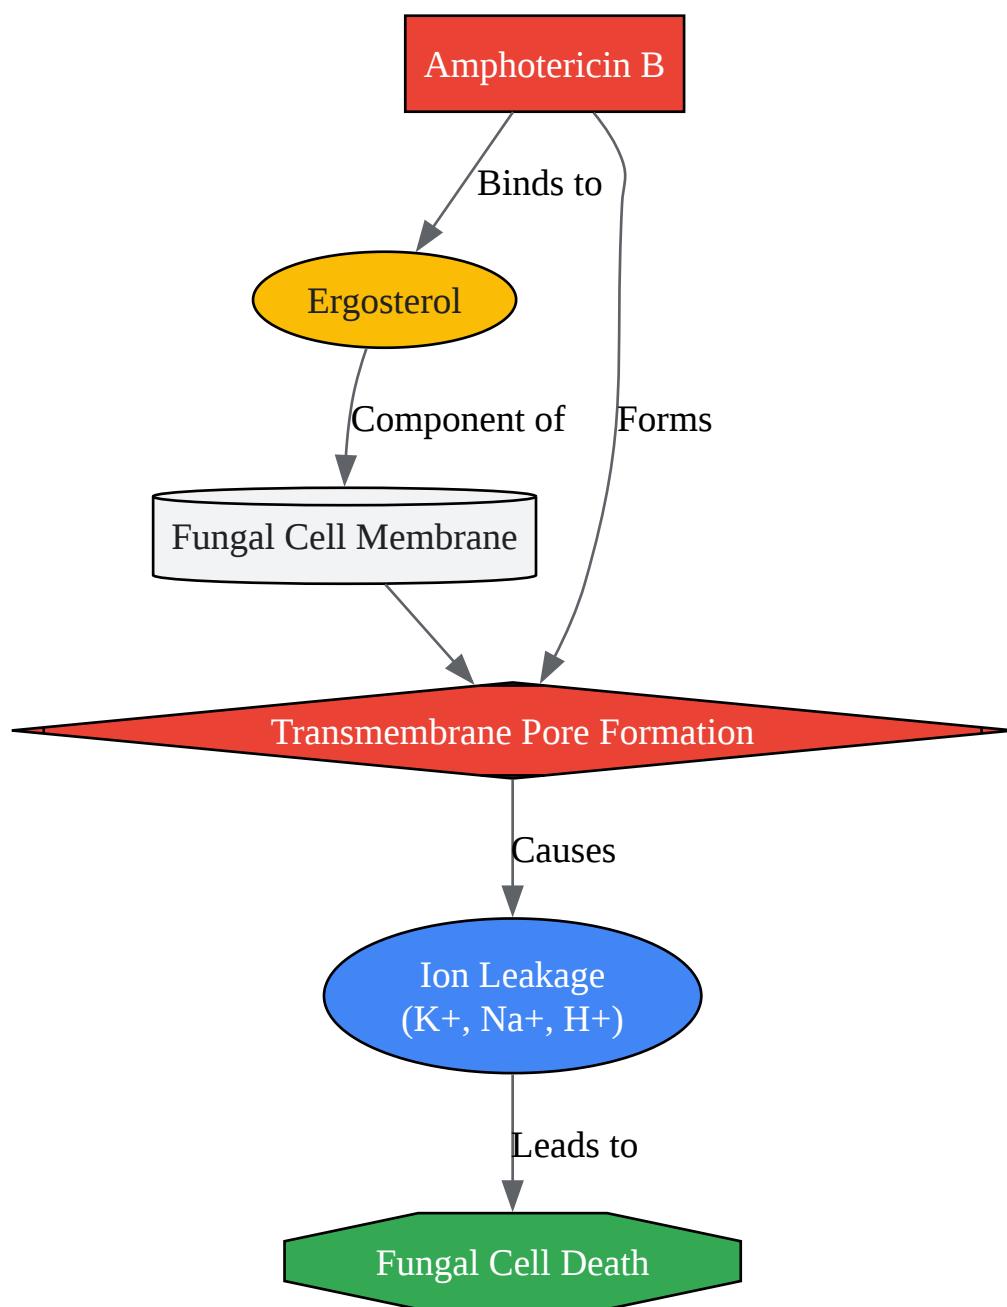 Amphotericin B
Binds to
Ergosterol
Component of
Forms
Fungal Cell Membrane
Transmembrane Pore Formation
Causes
Ion Leakage
(K+, Na+, H+)
Leads to
Fungal Cell Death